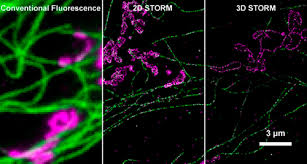 Conventional Fluorescence
2D STORM
3D STORM
3 μm